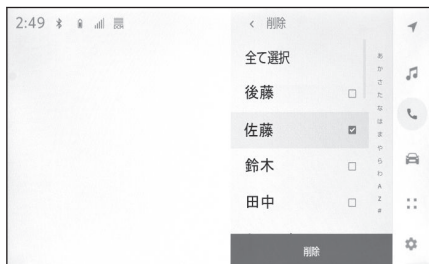 2:49
< 削除
全て選択
後藤
佐藤
鈴木
田中
あ
か
さ
た
な
は
ま
や
ら
わ
A
Z
#
削除